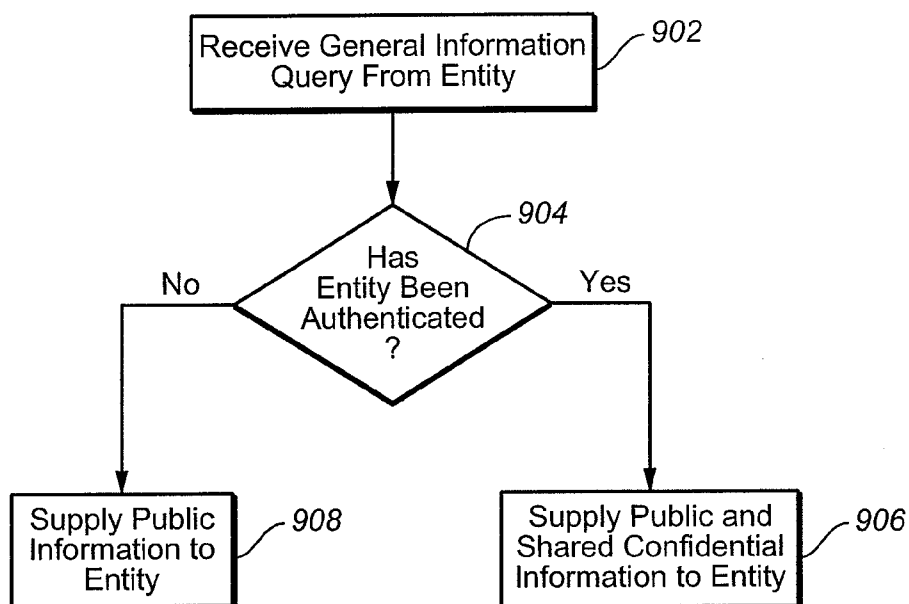 Receive General Information
Query From Entity
902
904
Has
Entity Been
Authenticated
?
No
Yes
Supply Public
Information to
Entity
908
Supply Public and
Shared Confidential
Information to Entity
906